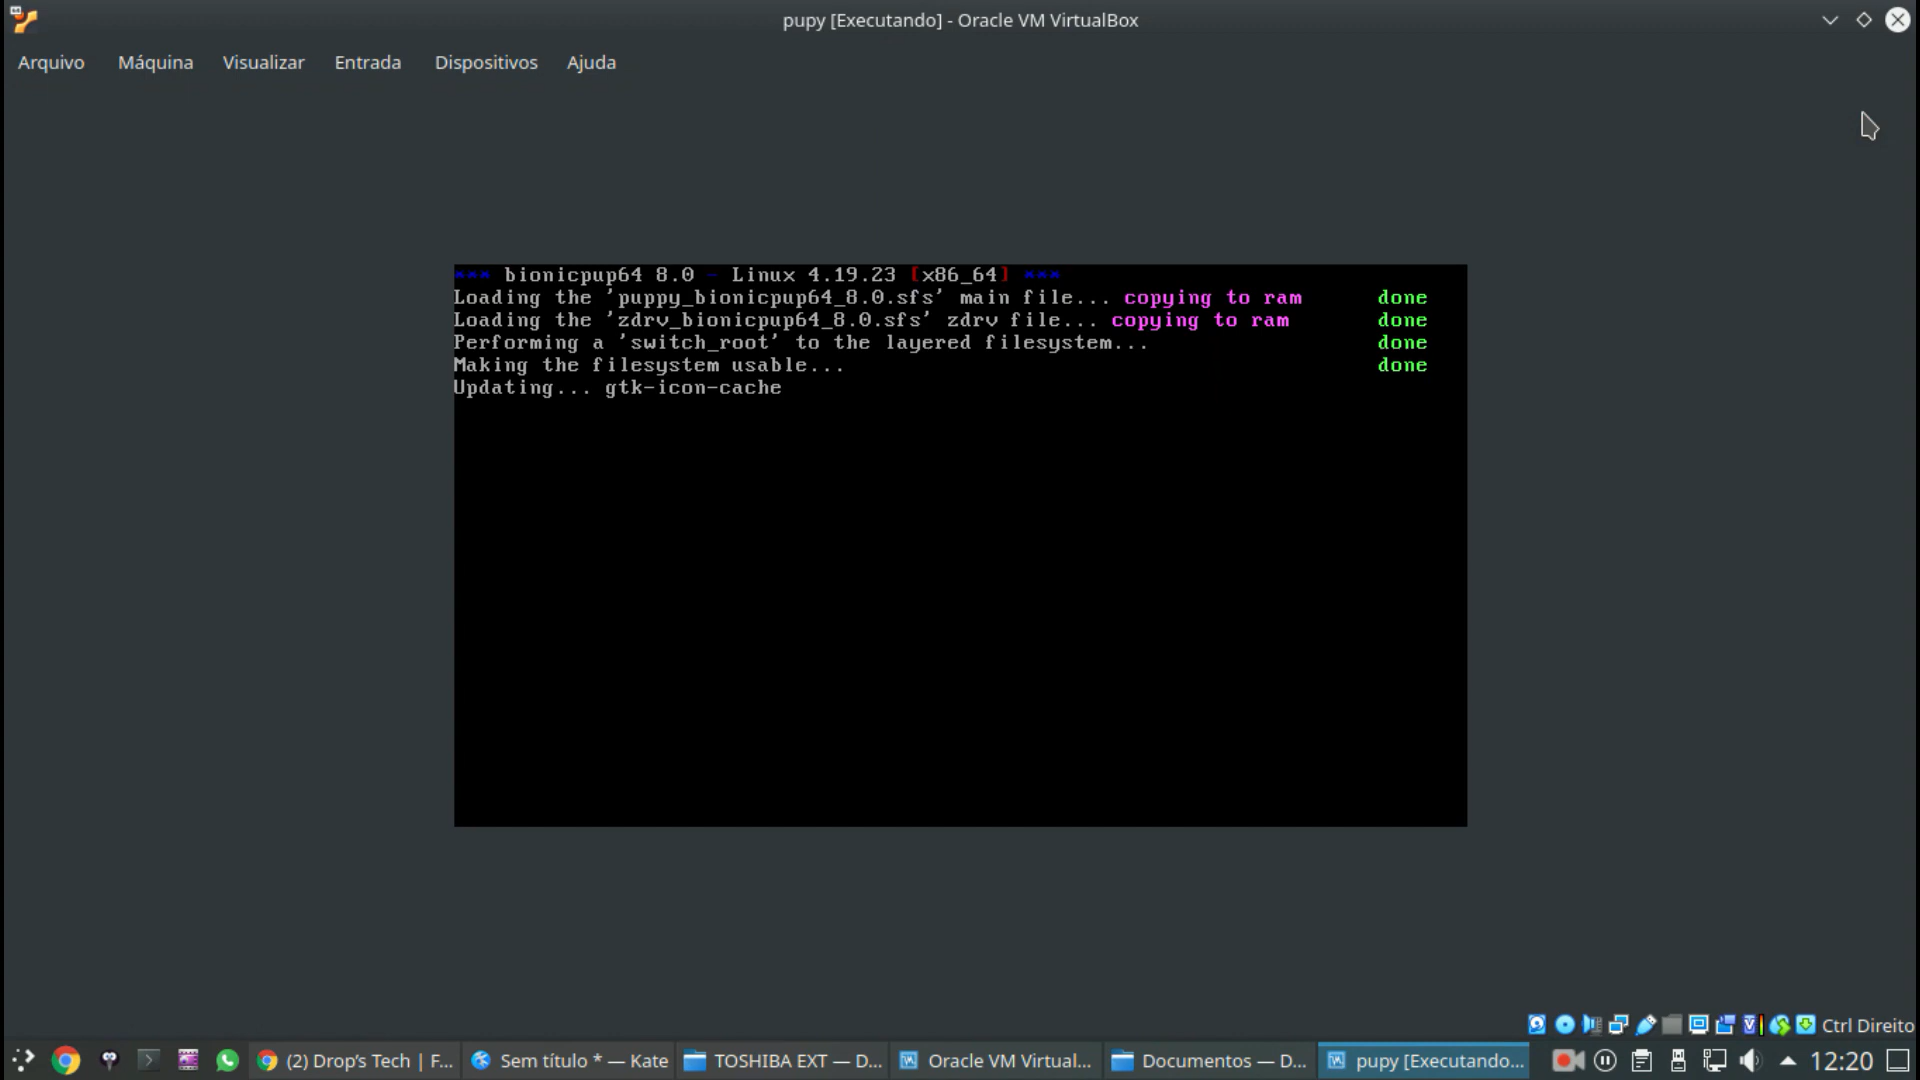 pupy [Executando] - Oracle VM VirtualBox
Arquivo Máquina Visualizar Entrada Dispositivos Ajuda
*** bionicpup64 8.0 - Linux 4.19.23 [x86_64] ***
Loading the 'puppy_bionicpup64_8.0.sfs' main file... copying to ram done
Loading the 'zdrv_bionicpup64_8.0.sfs' zdrv file... copying to ram done
Performing a 'switch_root' to the layered filesystem... done
Making the filesystem usable... done
Updating... gtk-icon-cache
Ctrl Direito
(2) Drop's Tech | F... Sem título * — Kate TOSHIBA EXT — D... Oracle VM Virtual... Documentos — D... pupy [Executando... 12:20